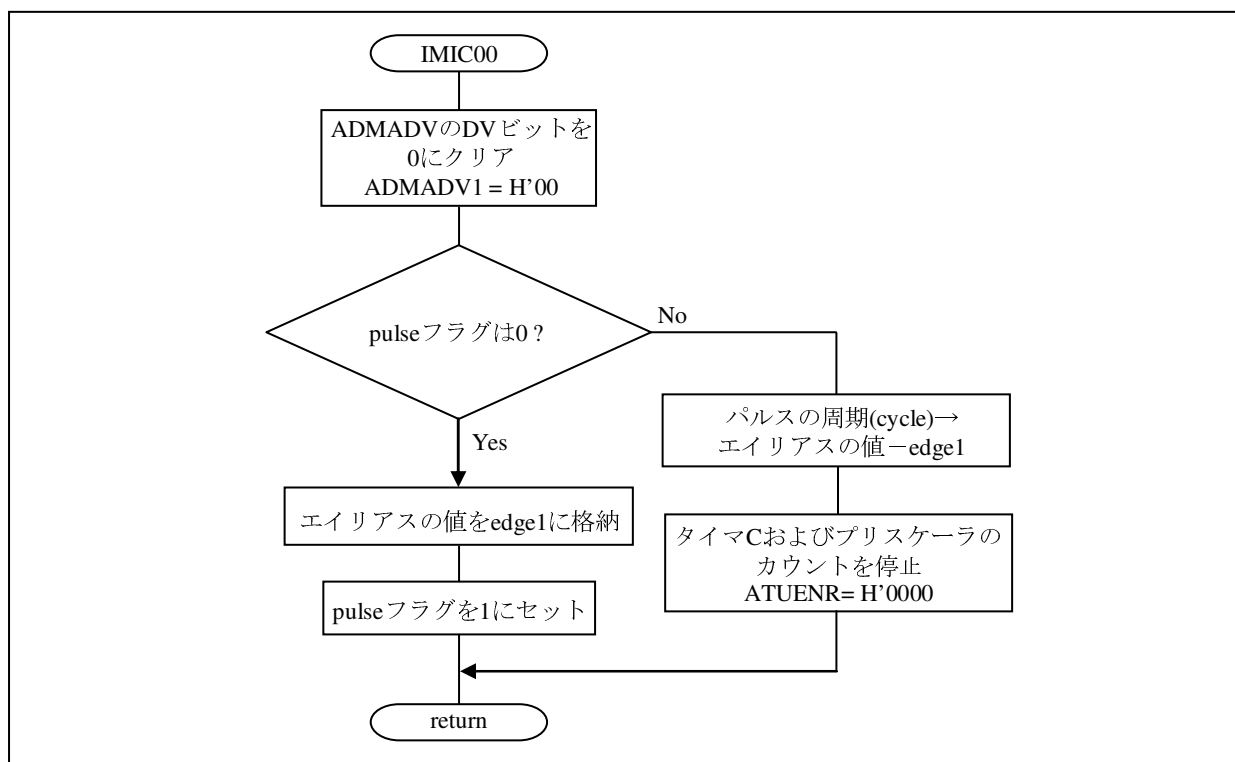 IMIC00
ADMADVのDVビットを
0にクリア
ADMADV1 = H'00
pulseフラグは0 ?
No
Yes
パルスの周期(cycle)→
エイリアスの値－edge1
エイリアスの値をedge1に格納
タイマCおよびプリスケーラの
カウントを停止
ATUENR= H'0000
pulseフラグを1にセット
return